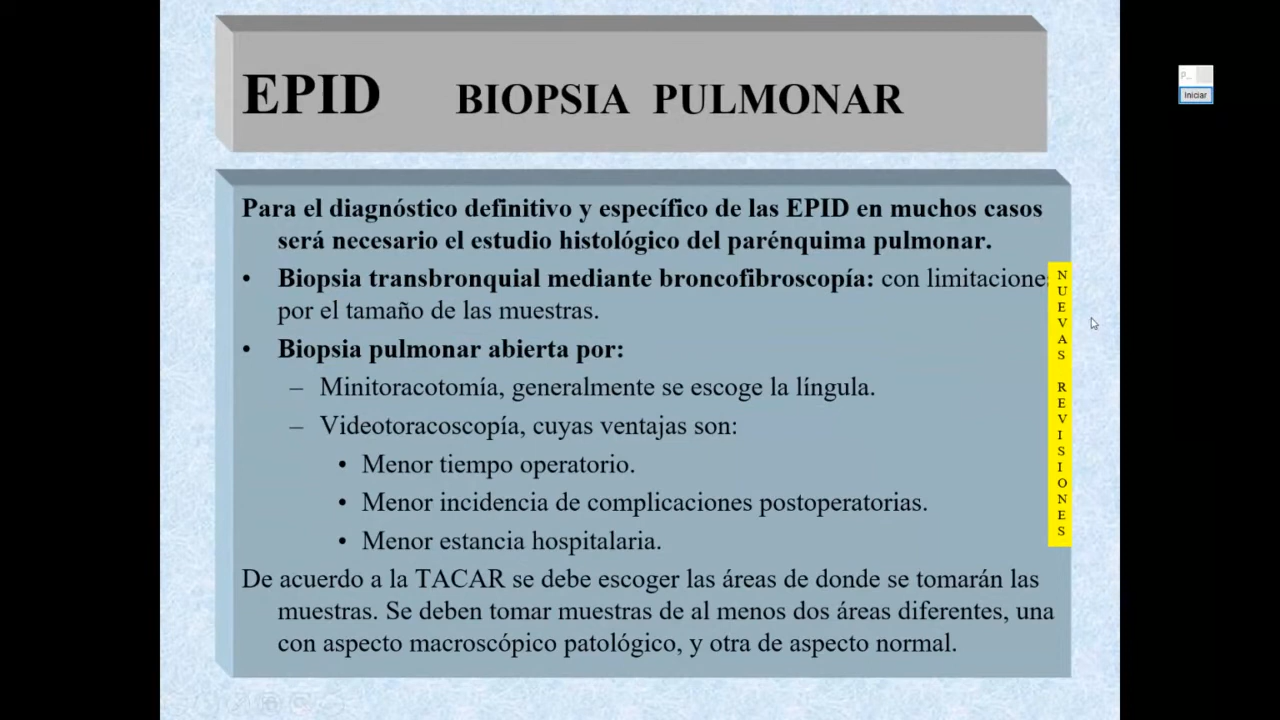 EPID BIOPSIA PULMONAR
Para el diagnóstico definitivo y específico de las EPID en muchos casos
será necesario el estudio histológico del parénquima pulmonar.
• Biopsia transbronquial mediante broncofibroscopía: con limitacione
por el tamaño de las muestras.
• Biopsia pulmonar abierta por:
– Minitoracotomía, generalmente se escoge la língula.
– Videotoracoscopía, cuyas ventajas son:
• Menor tiempo operatorio.
• Menor incidencia de complicaciones postoperatorias.
• Menor estancia hospitalaria.
De acuerdo a la TACAR se debe escoger las áreas de donde se tomarán las
muestras. Se deben tomar muestras de al menos dos áreas diferentes, una
con aspecto macroscópico patológico, y otra de aspecto normal.
NUEVAS REVISIONES
P...
Iniciar